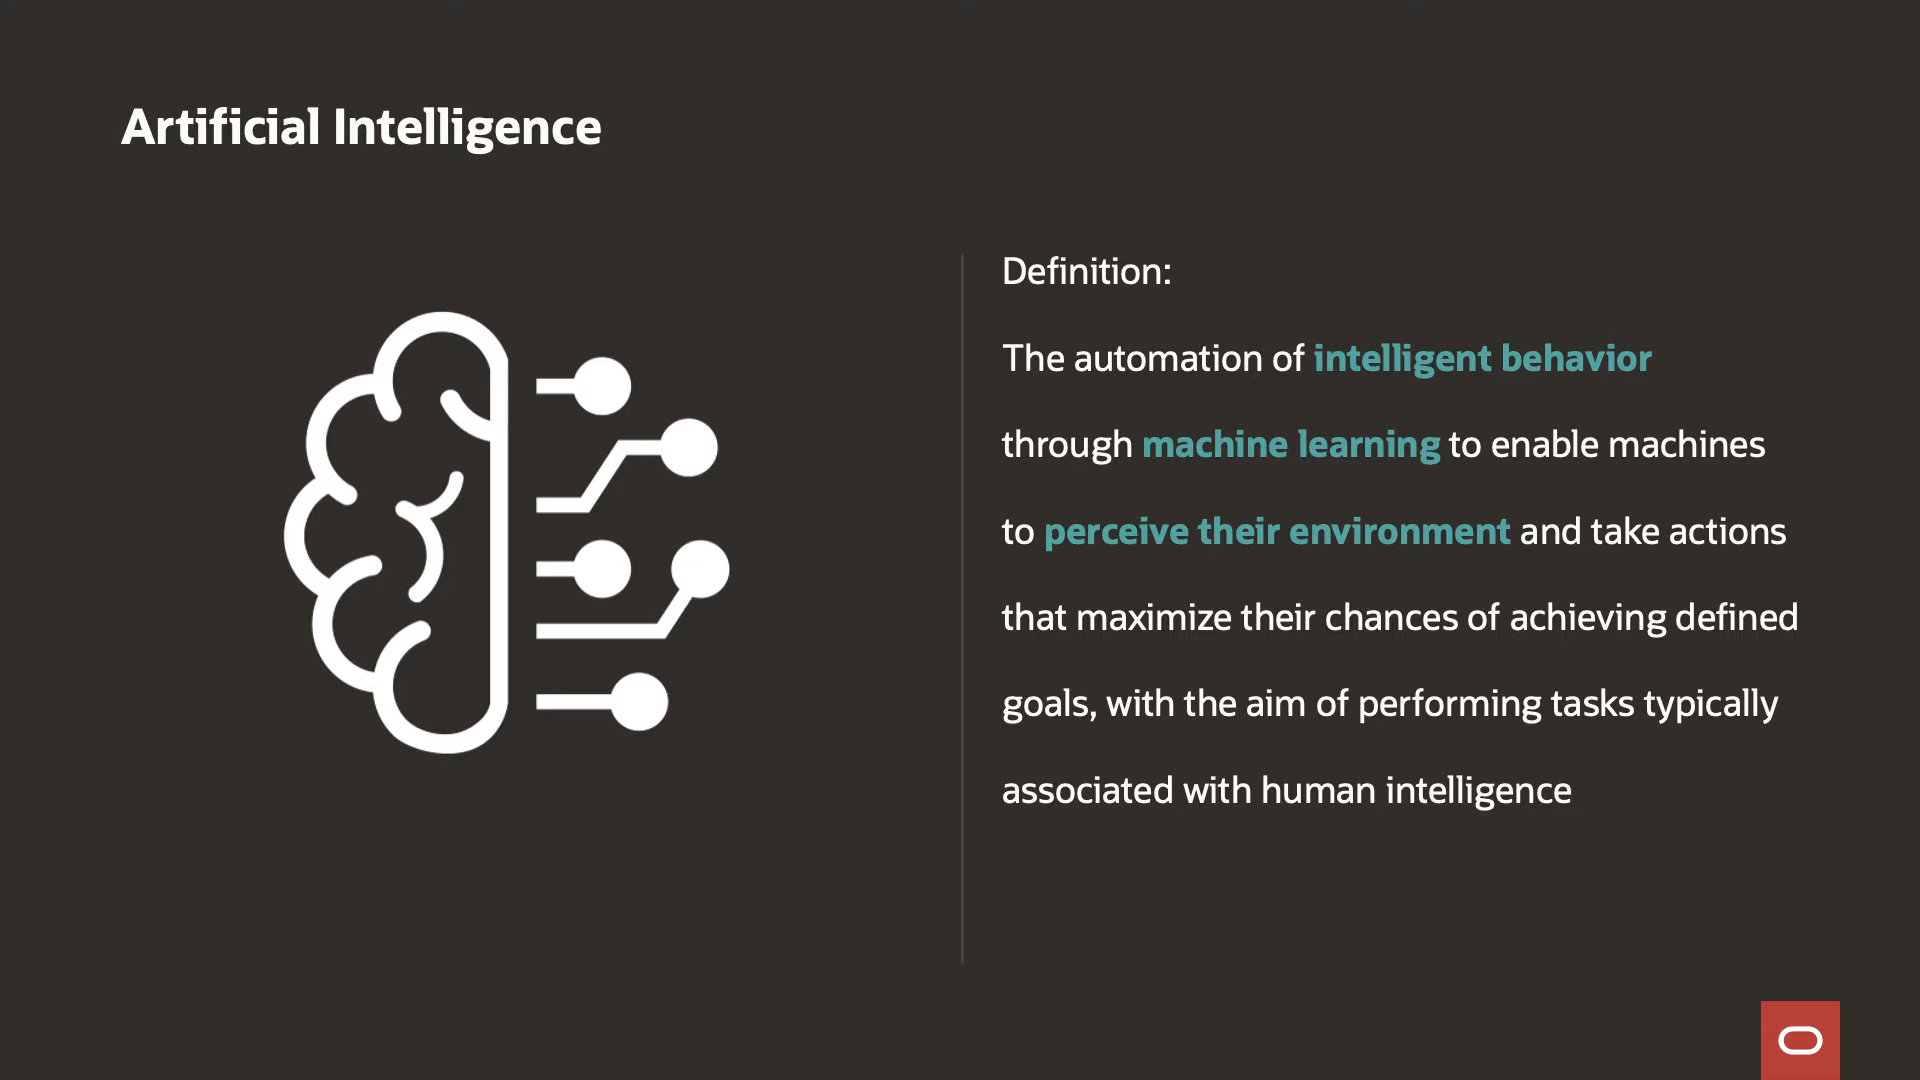 Artificial Intelligence
Definition:
The automation of intelligent behavior
through machine learning to enable machines
to perceive their environment and take actions
that maximize their chances of achieving defined
goals, with the aim of performing tasks typically
associated with human intelligence